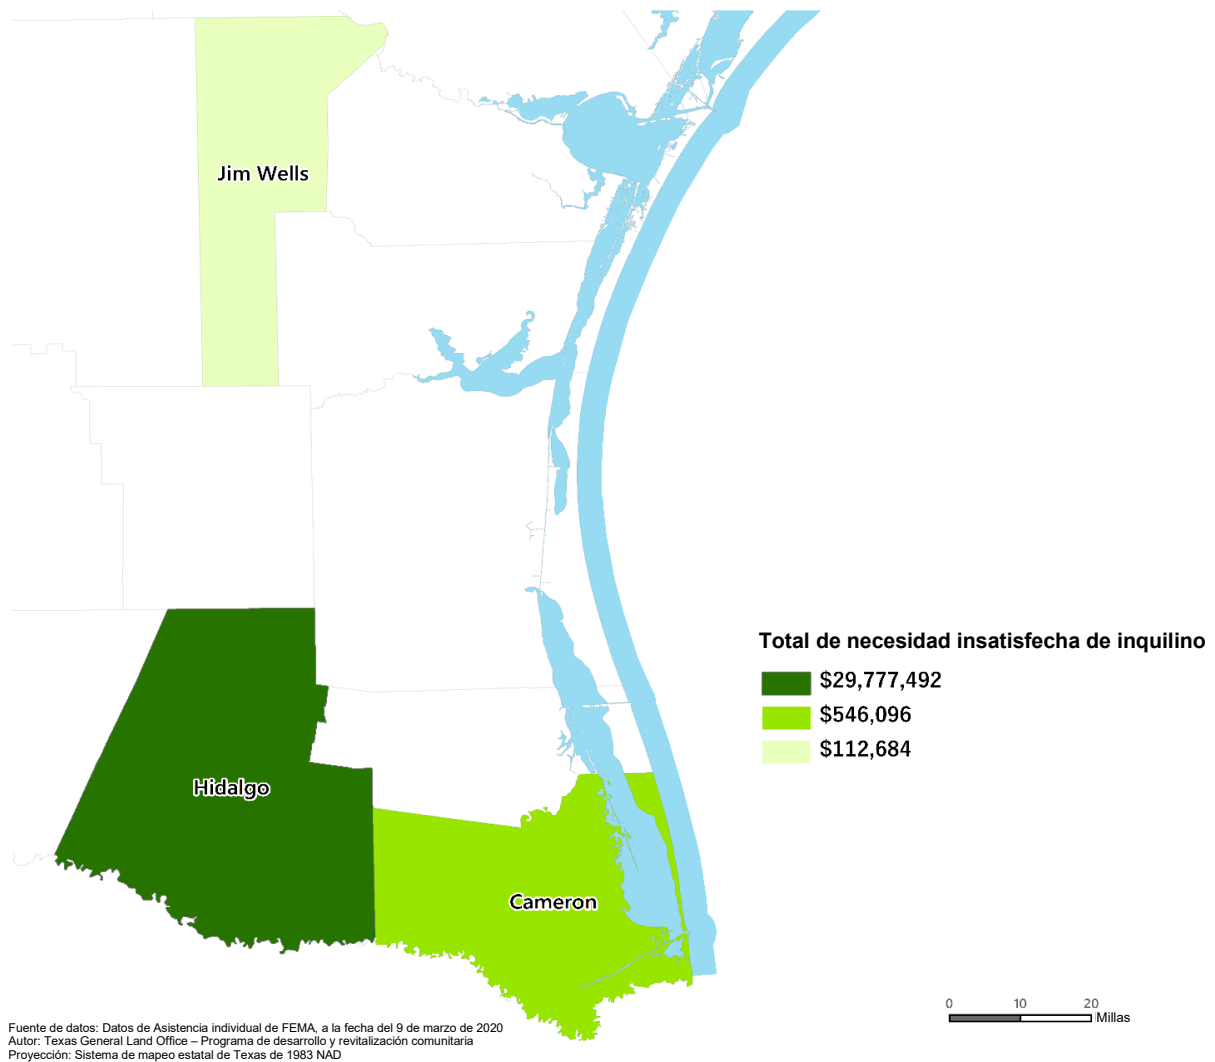 Jim Wells
Total de necesidad insatisfecha de inquilino
$29,777,492
$546,096
$112,684
Hidalgo
Cameron
0 10 20
Millas
Fuente de datos: Datos de Asistencia individual de FEMA, a la fecha del 9 de marzo de 2020
Autor: Texas General Land Office – Programa de desarrollo y revitalización comunitaria
Proyección: Sistema de mapeo estatal de Texas de 1983 NAD